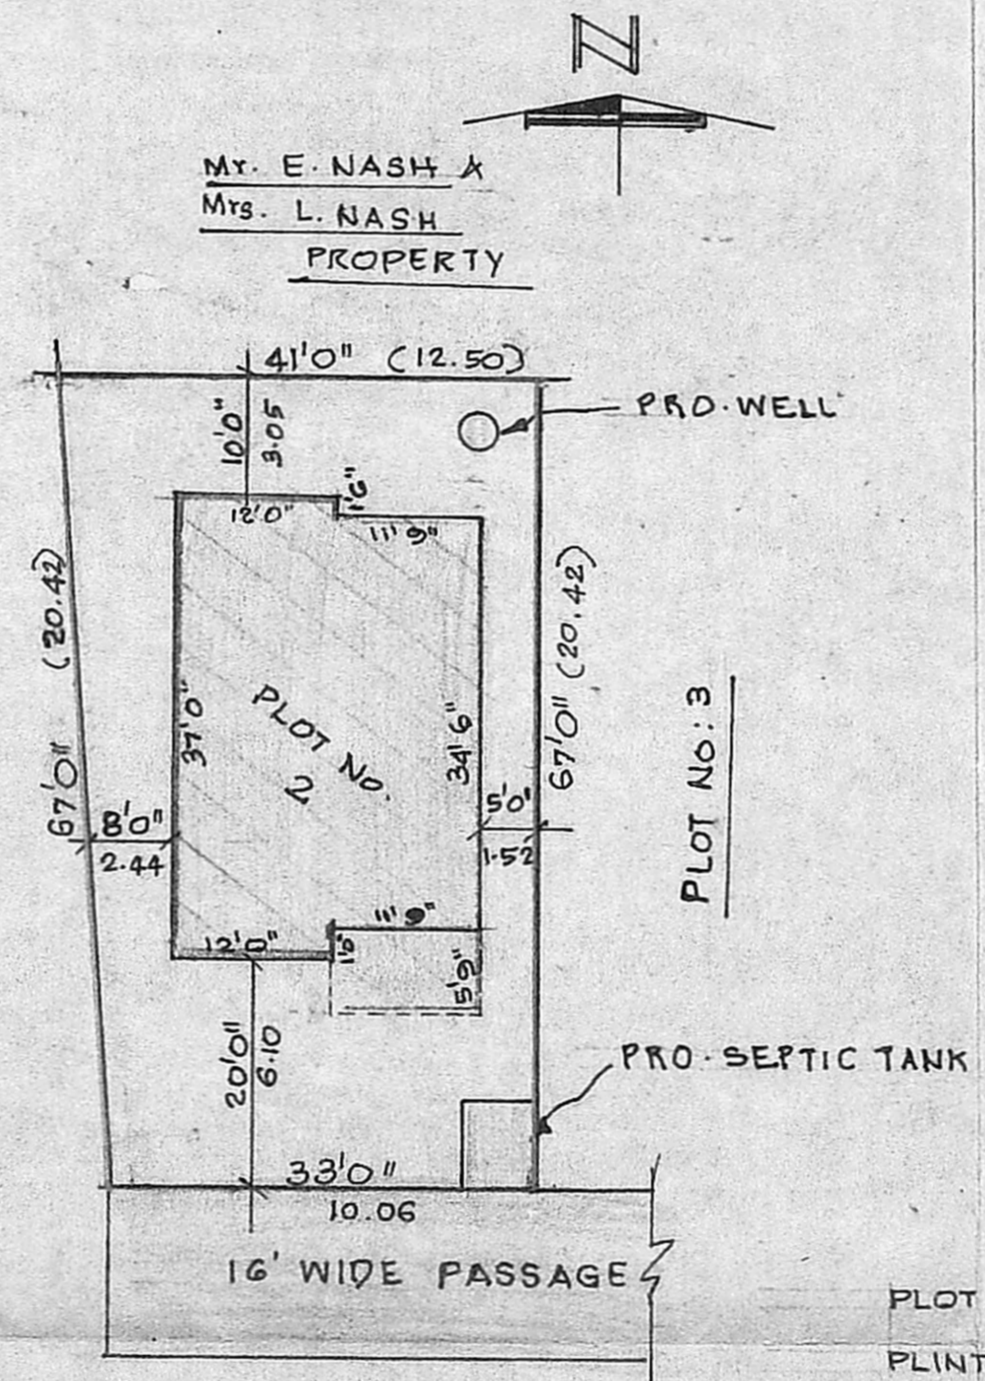 N
Mr. E. NASH &
Mrs. L. NASH
PROPERTY
41'0" (12.50)
PRO. WELL
10'0"
3.05
12'0"
1'6"
11'9"
67'0" (20.42)
37'0"
PLOT No.
2
34'6"
67'0" (20.42)
PLOT No: 3
8'0"
2.44
5'0"
1.52
12'0"
11'9"
5'9"
20'0"
6.10
PRO. SEPTIC TANK
33'0"
10.06
16' WIDE PASSAGE
PLOT
PLINT